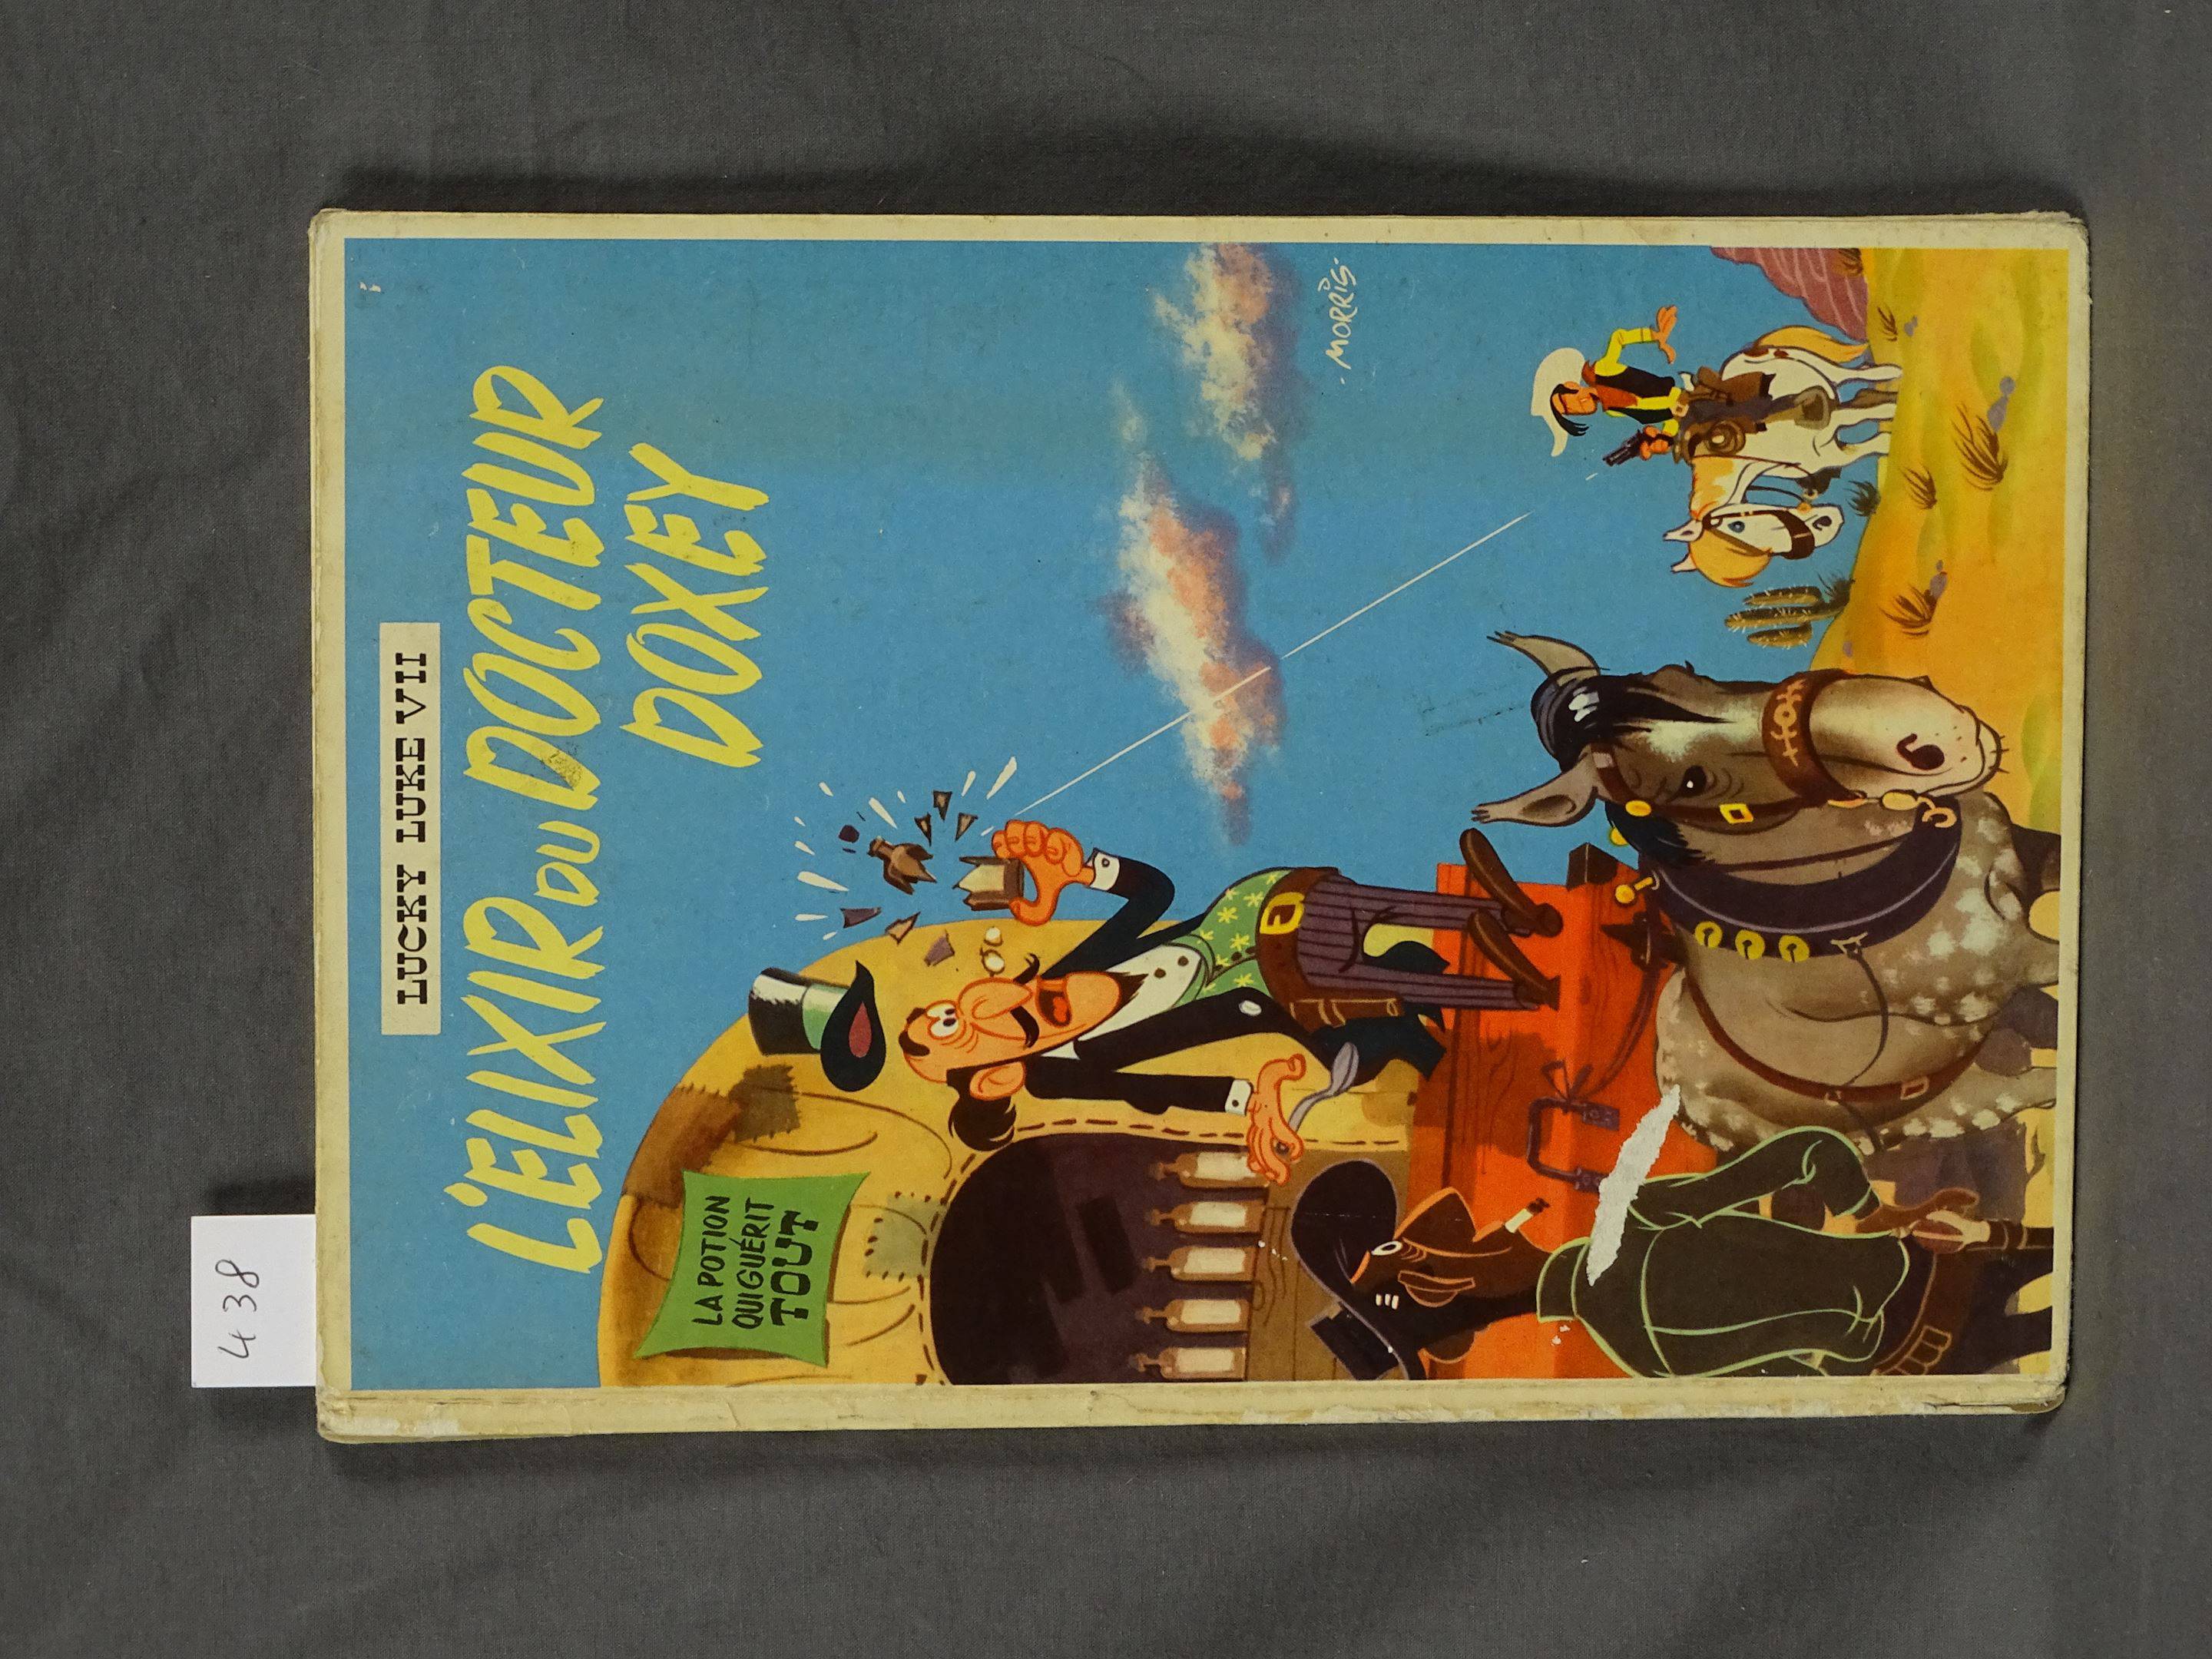 438
LUCKY LUKE VII
L'ELIXIR DU DOCTEUR
DOXEY
LA POTION
QUI GUÉRIT
TOUT
-MORRIS-